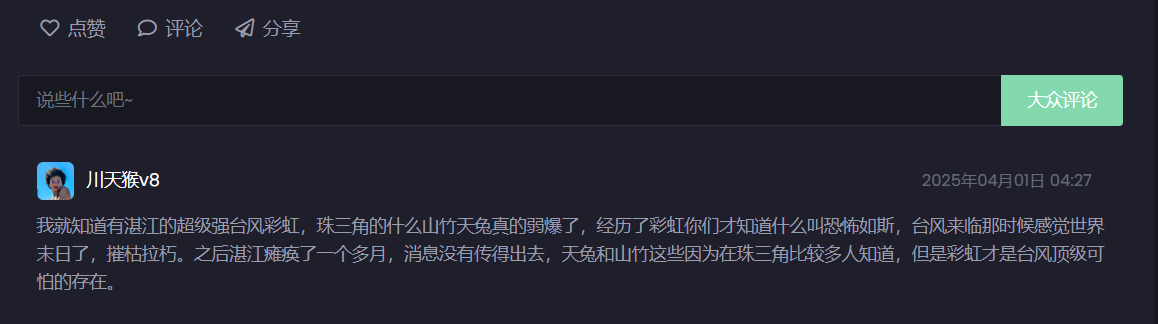 点赞 评论 分享
说些什么吧~ 大众评论
川天猴v8 2025年04月01日 04:27
我就知道有湛江的超级强台风彩虹，珠三角的什么山竹天兔真的弱爆了，经历了彩虹你们才知道什么叫恐怖如斯，台风来临那时候感觉世界
末日了，摧枯拉朽。之后湛江瘫痪了一个多月，消息没有传得出去，天兔和山竹这些因为在珠三角比较多人知道，但是彩虹才是台风顶级可
怕的存在。